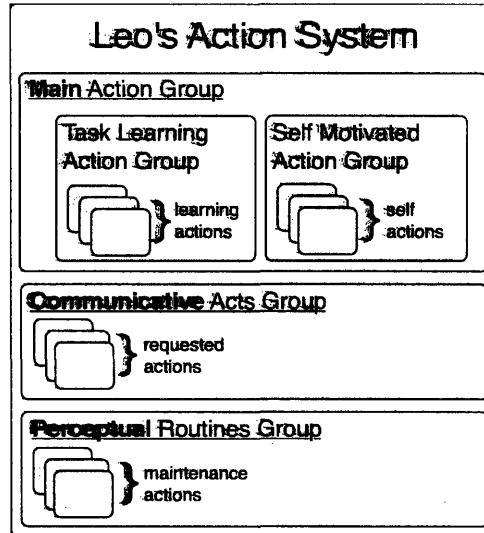 Leo's Action System
Main Action Group
Task Learning
Action Group
learning
actions
Self Motivated
Action Group
self
actions
Communicative Acts Group
requested
actions
Perceptual Routines Group
maintenance
actions